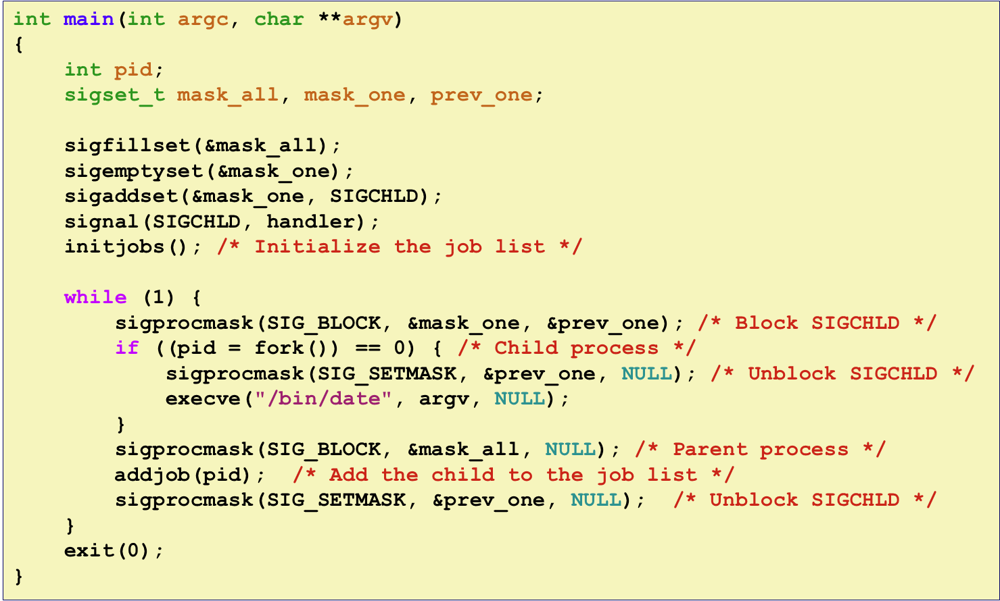 int main(int argc, char **argv)
{
    int pid;
    sigset_t mask_all, mask_one, prev_one;

    sigfillset(&mask_all);
    sigemptyset(&mask_one);
    sigaddset(&mask_one, SIGCHLD);
    signal(SIGCHLD, handler);
    initjobs(); /* Initialize the job list */

    while (1) {
        sigprocmask(SIG_BLOCK, &mask_one, &prev_one); /* Block SIGCHLD */
        if ((pid = fork()) == 0) { /* Child process */
            sigprocmask(SIG_SETMASK, &prev_one, NULL); /* Unblock SIGCHLD */
            execve("/bin/date", argv, NULL);
        }
        sigprocmask(SIG_BLOCK, &mask_all, NULL); /* Parent process */
        addjob(pid);  /* Add the child to the job list */
        sigprocmask(SIG_SETMASK, &prev_one, NULL);  /* Unblock SIGCHLD */
    }
    exit(0);
}